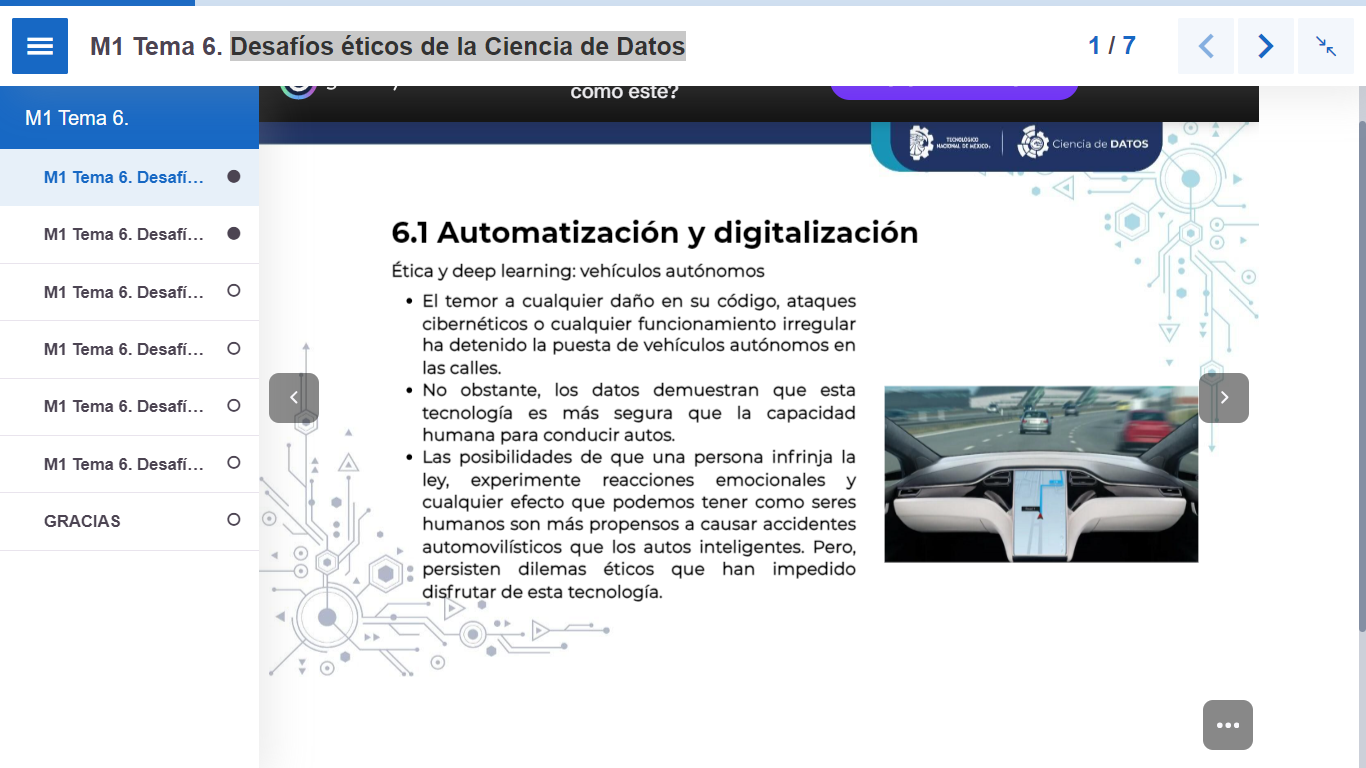 M1 Tema 6. Desafíos éticos de la Ciencia de Datos
1 / 7
M1 Tema 6.
M1 Tema 6. Desafí...
M1 Tema 6. Desafí...
M1 Tema 6. Desafí...
M1 Tema 6. Desafí...
M1 Tema 6. Desafí...
M1 Tema 6. Desafí...
GRACIAS
como este?
TECNOLÓGICO
NACIONAL DE MÉXICO
Ciencia de DATOS
6.1 Automatización y digitalización
Ética y deep learning: vehículos autónomos
• El temor a cualquier daño en su código, ataques
cibernéticos o cualquier funcionamiento irregular
ha detenido la puesta de vehículos autónomos en
las calles.
• No obstante, los datos demuestran que esta
tecnología es más segura que la capacidad
humana para conducir autos.
• Las posibilidades de que una persona infrinja la
ley, experimente reacciones emocionales y
cualquier efecto que podemos tener como seres
humanos son más propensos a causar accidentes
automovilísticos que los autos inteligentes. Pero,
persisten dilemas éticos que han impedido
disfrutar de esta tecnología.